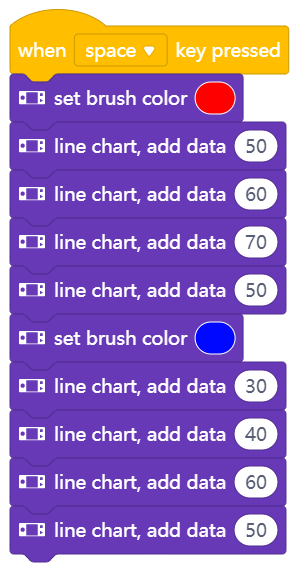 when space key pressed
set brush color
line chart, add data 50
line chart, add data 60
line chart, add data 70
line chart, add data 50
set brush color
line chart, add data 30
line chart, add data 40
line chart, add data 60
line chart, add data 50